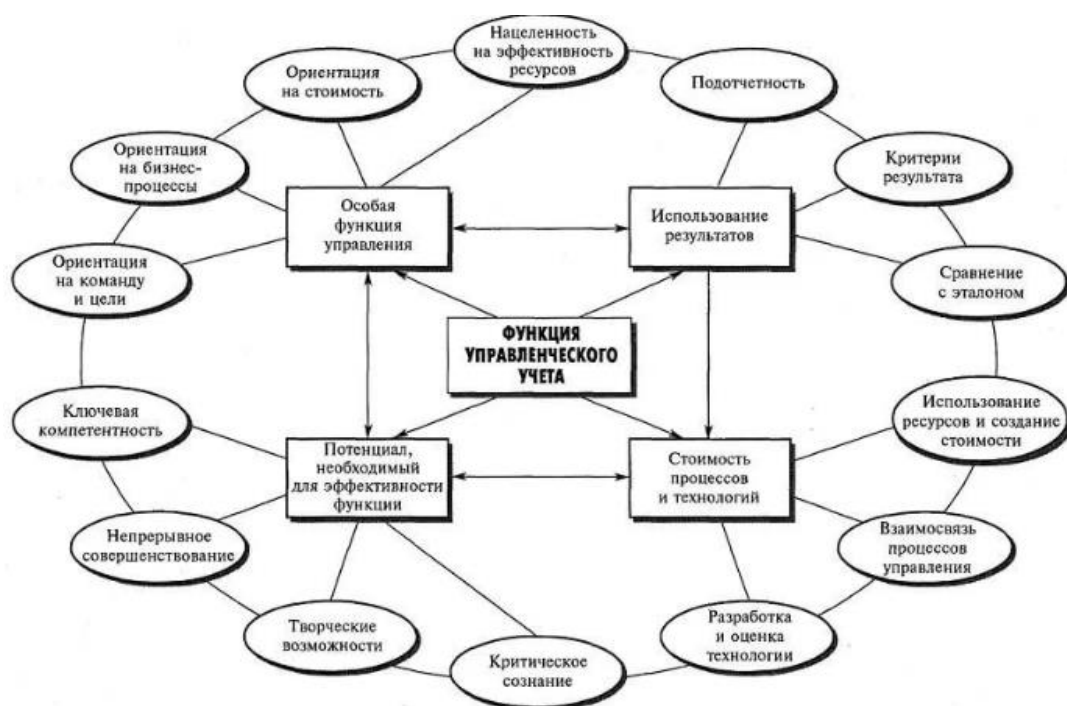 Нацеленность
на эффективность
ресурсов
Ориентация
на стоимость
Подотчетность
Ориентация
на бизнес-
процессы
Критерии
результата
Особая
функция
управления
Использование
результатов
Ориентация
на команду
и цели
Сравнение
с эталоном
ФУНКЦИЯ
УПРАВЛЕНЧЕСКОГО
УЧЕТА
Ключевая
компетентность
Использование
ресурсов и создание
стоимости
Потенциал,
необходимый
для эффективности
функции
Стоимость
процессов
и технологий
Непрерывное
совершенствование
Взаимосвязь
процессов
управления
Творческие
возможности
Разработка
и оценка
технологии
Критическое
сознание